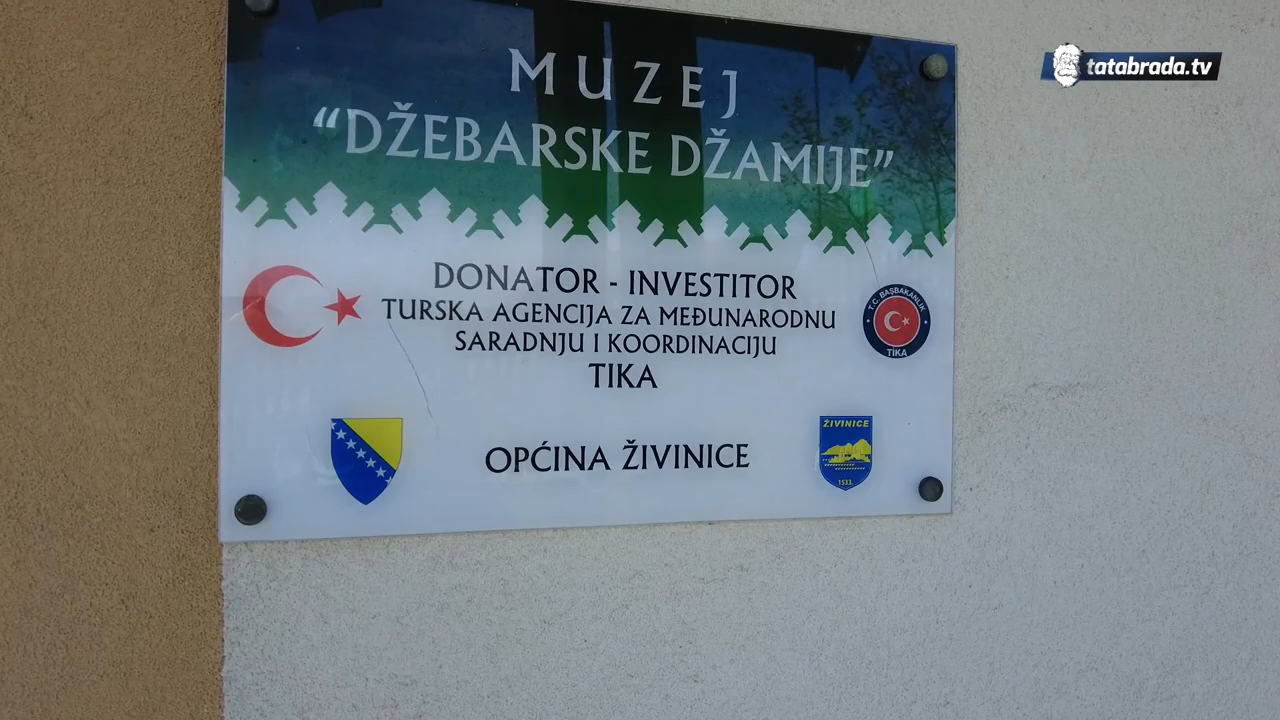 tatabrada.tv
MUZEJ
“DŽEBARSKE DŽAMIJE”
DONATOR - INVESTITOR
TURSKA AGENCIJA ZA MEĐUNARODNU
SARADNJU I KOORDINACIJU
TIKA
T.C. BAŞBAKANLIK
TİKA
OPĆINA ŽIVINICE
ŽIVINICE
1533.